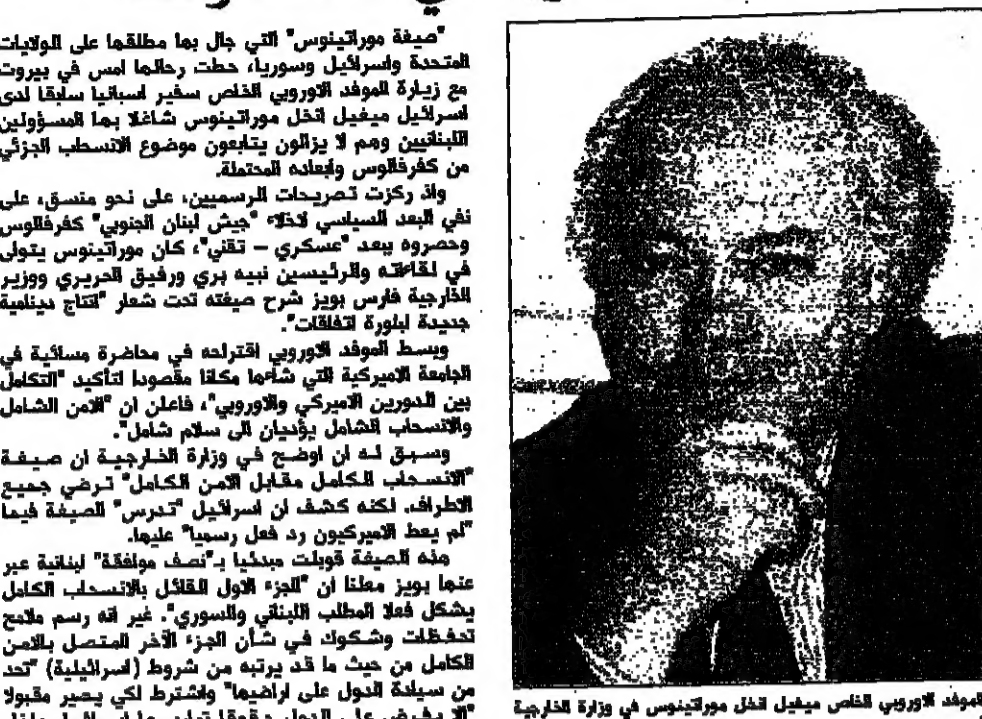 "صيغة موراتينوس" التي جال بها مطلقها على الولايات
المتحدة واسرائيل وسوريا، حطت رحالها امس في بيروت
مع زيارة الموفد الاوروبي الخاص سفير اسبانيا سابقا لدى
اسرائيل ميغيل انخل موراتينوس شاغلا بها المسؤولين
اللبنانيين وهم لا يزالون يتابعون موضوع الانسحاب الجزئي
من كفرفالوس وابعاده المحتملة.
واذ ركزت تصريحات الرسميين، على نحو منسق، على
نفي البعد السياسي لاخلاء "جيش لبنان الجنوبي" كفرفالوس
وحصروه ببعد "عسكري – تقني"، كان موراتينوس يتولى
في لقاءاته والرئيسين نبيه بري ورفيق الحريري ووزير
الخارجية فارس بويز شرح صيغته تحت شعار "انتاج دينامية
جديدة لبلورة اتفاقات".
وبسط الموفد الاوروبي اقتراحه في محاضرة مسائية في
الجامعة الاميركية التي شاءها مكانا مقصودا لتأكيد "التكامل
بين الدورين الاميركي والاوروبي"، فاعلن ان "الامن الشامل
والانسحاب الشامل يؤديان الى سلام شامل".
وسبق له ان اوضح في وزارة الخارجية ان صيغة
"الانسحاب الكامل مقابل الامن الكامل" ترضي جميع
الاطراف. لكنه كشف ان اسرائيل "تدرس" الصيغة فيما
"لم يعط الاميركيون رد فعل رسميا" عليها.
هذه الصيغة قوبلت مبدئيا بـ"نصف موافقة" لبنانية عبر
عنها بويز معلنا ان "الجزء الاول القائل بالانسحاب الكامل
يشكل فعلا المطلب اللبناني والسوري". غير انه رسم ملامح
تحفظات وشكوك في شأن الجزء الآخر المتصل بالامن
الكامل من حيث ما قد يرتبه من شروط (اسرائيلية) "تحد
من سيادة الدول على اراضيها" واشترط لكي يصير مقبولا
"الا يفرض على الدول
الموفد الاوروبي الخاص ميغيل انخل موراتينوس في وزارة الخارجية